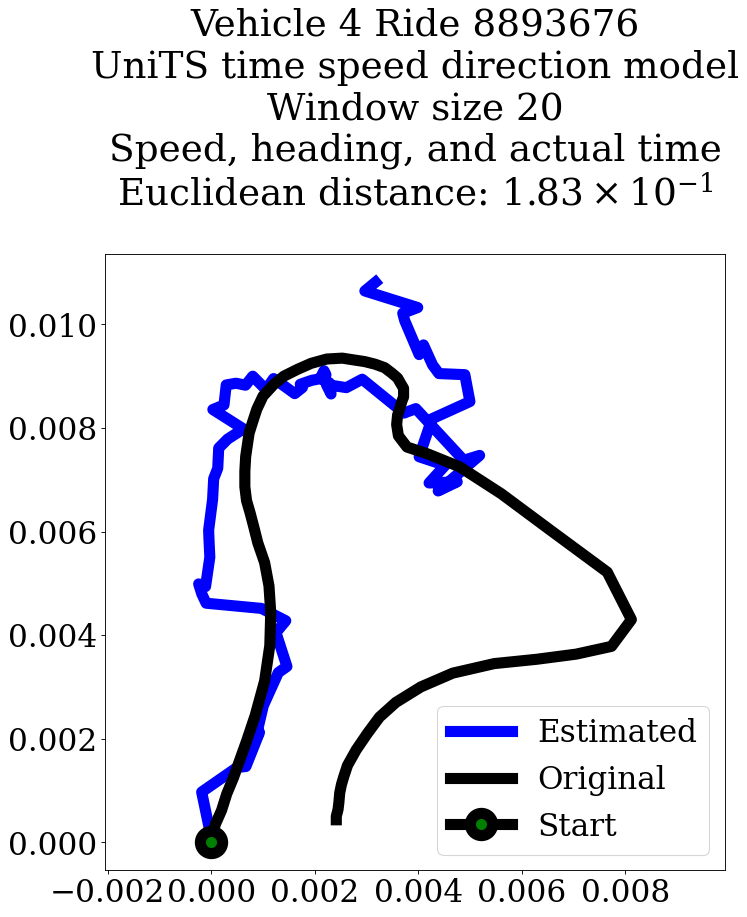 Vehicle 4 Ride 8893676
UniTS time speed direction model
Window size 20
Speed, heading, and actual time
Euclidean distance: 1.83 × 10⁻¹
0.010
0.008
0.006
0.004
0.002
0.000
Estimated
Original
Start
−0.002 0.000 0.002 0.004 0.006 0.008